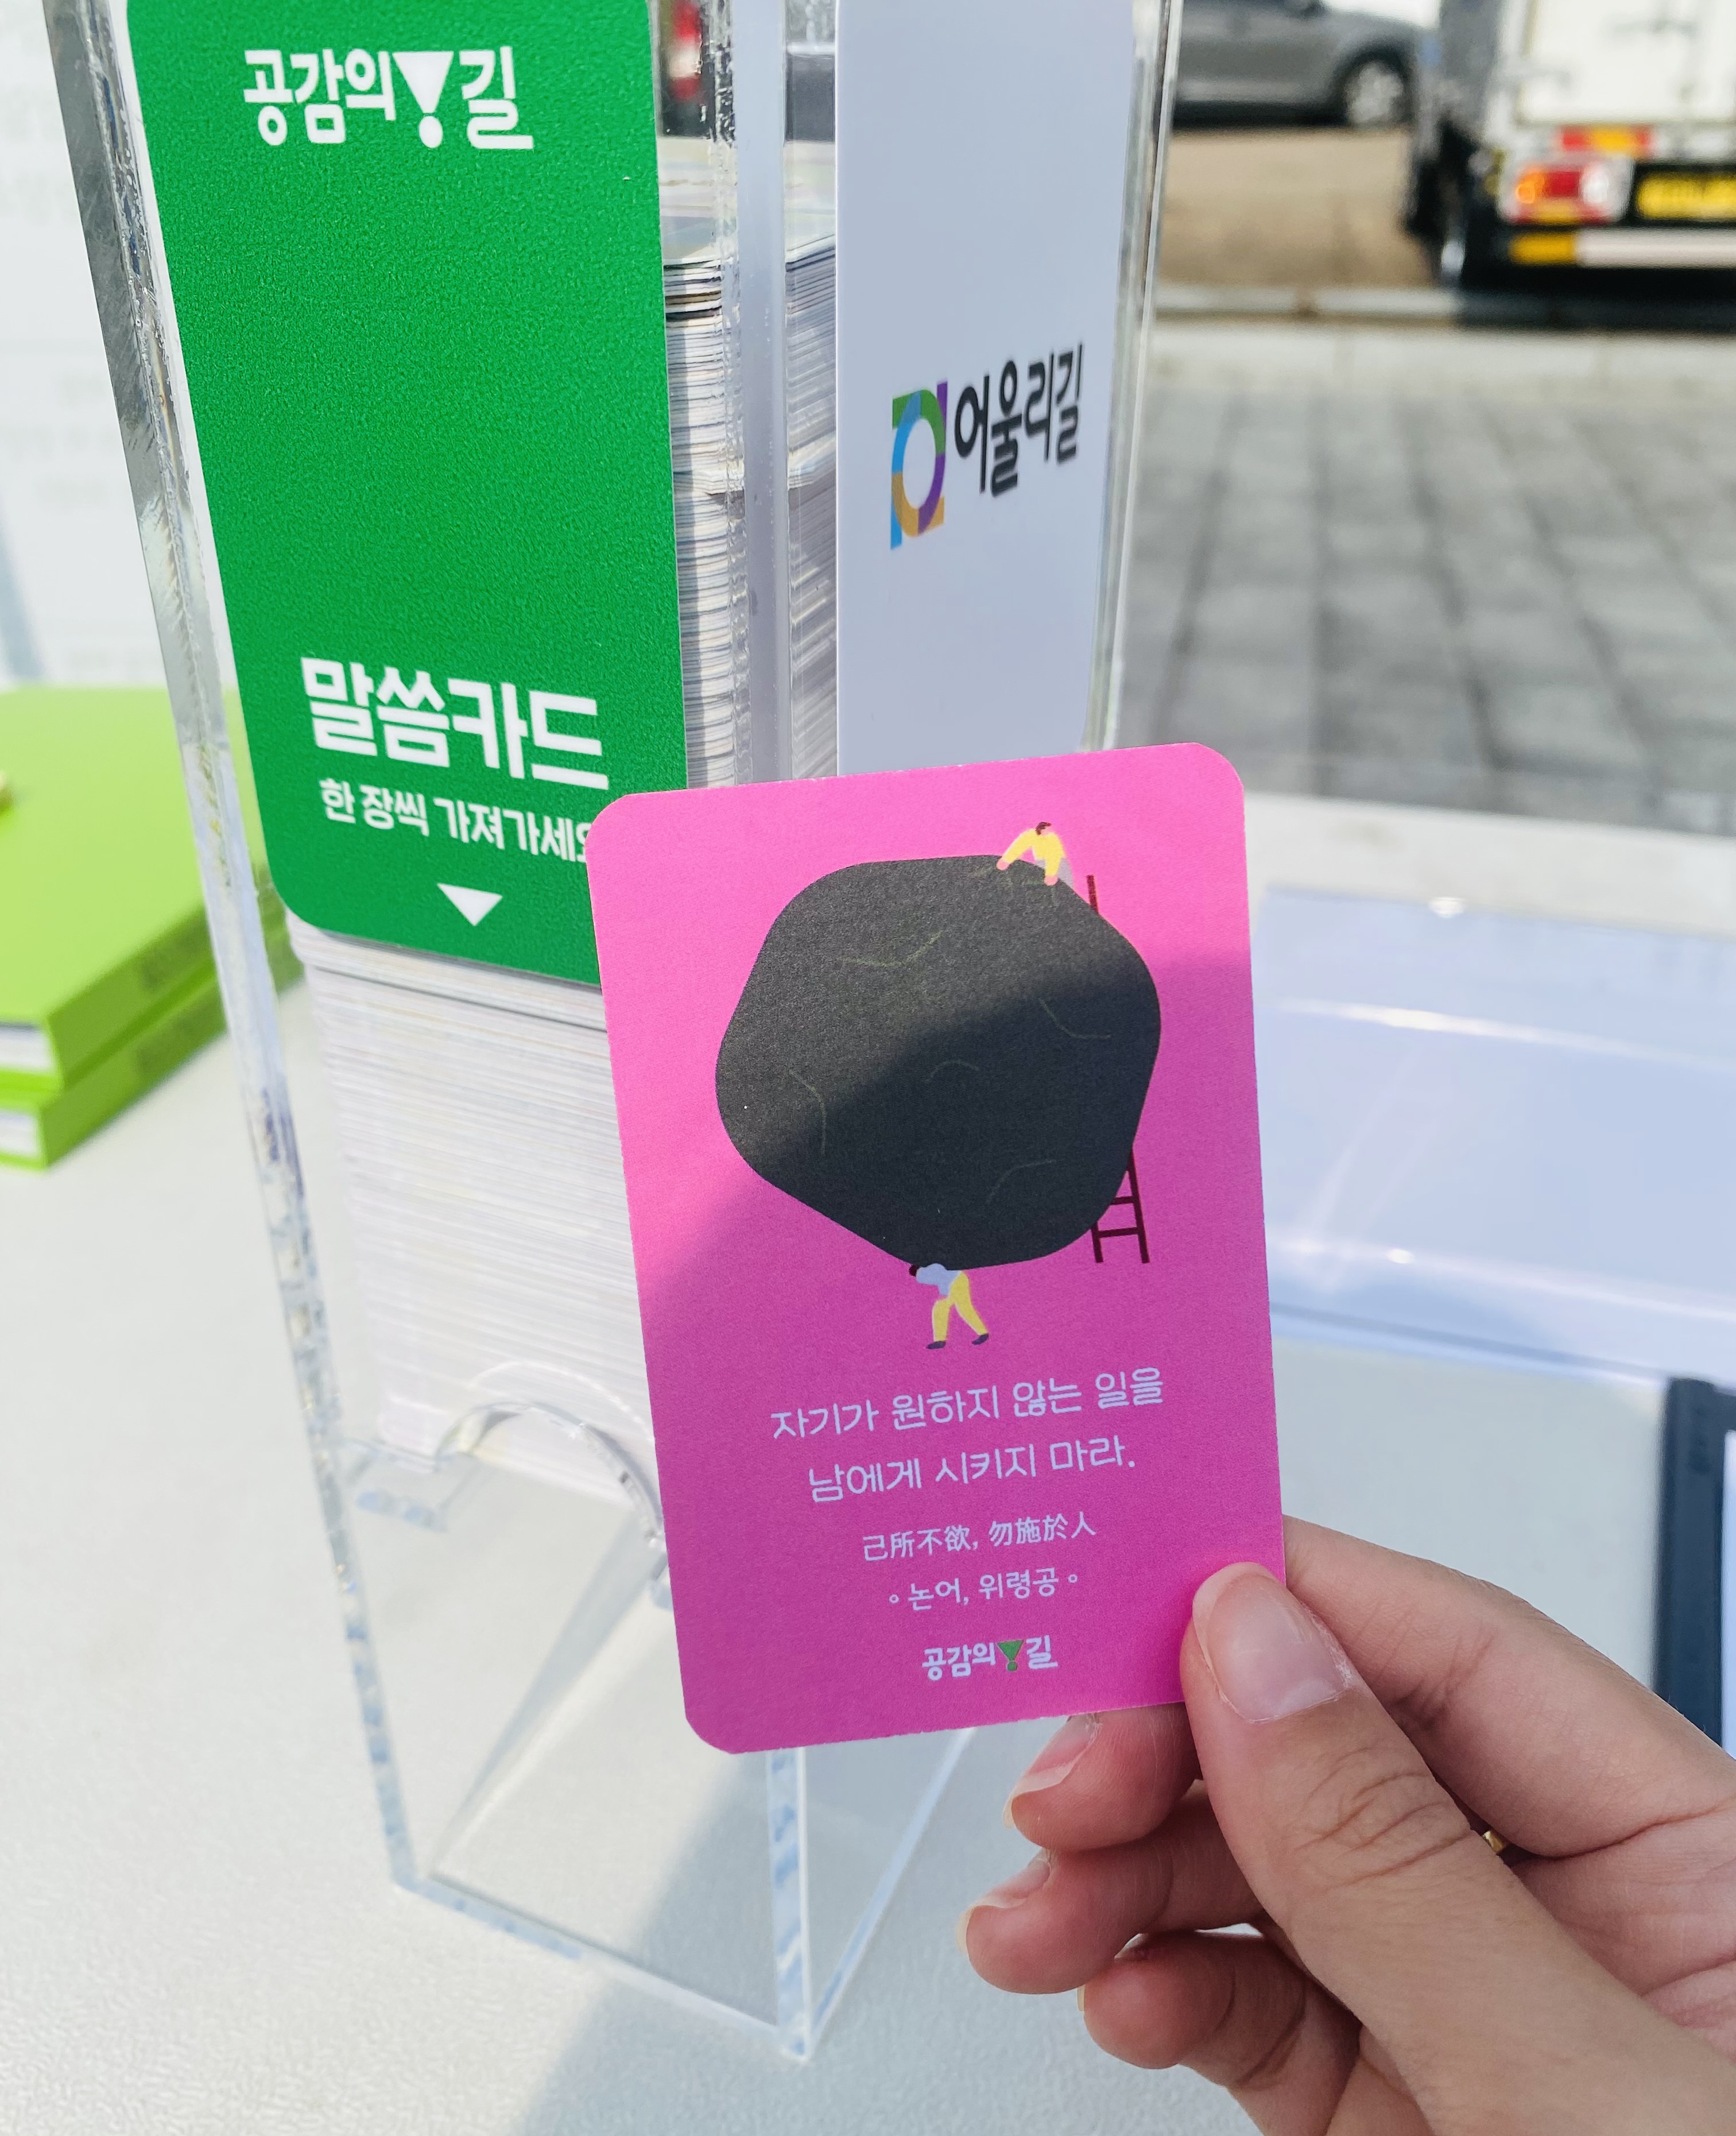 공감의 길
말씀카드
한 장씩 가져가세요
어울리길
자기가 원하지 않는 일을
남에게 시키지 마라.
己所不欲, 勿施於人
◦ 논어, 위령공 ◦
공감의 길